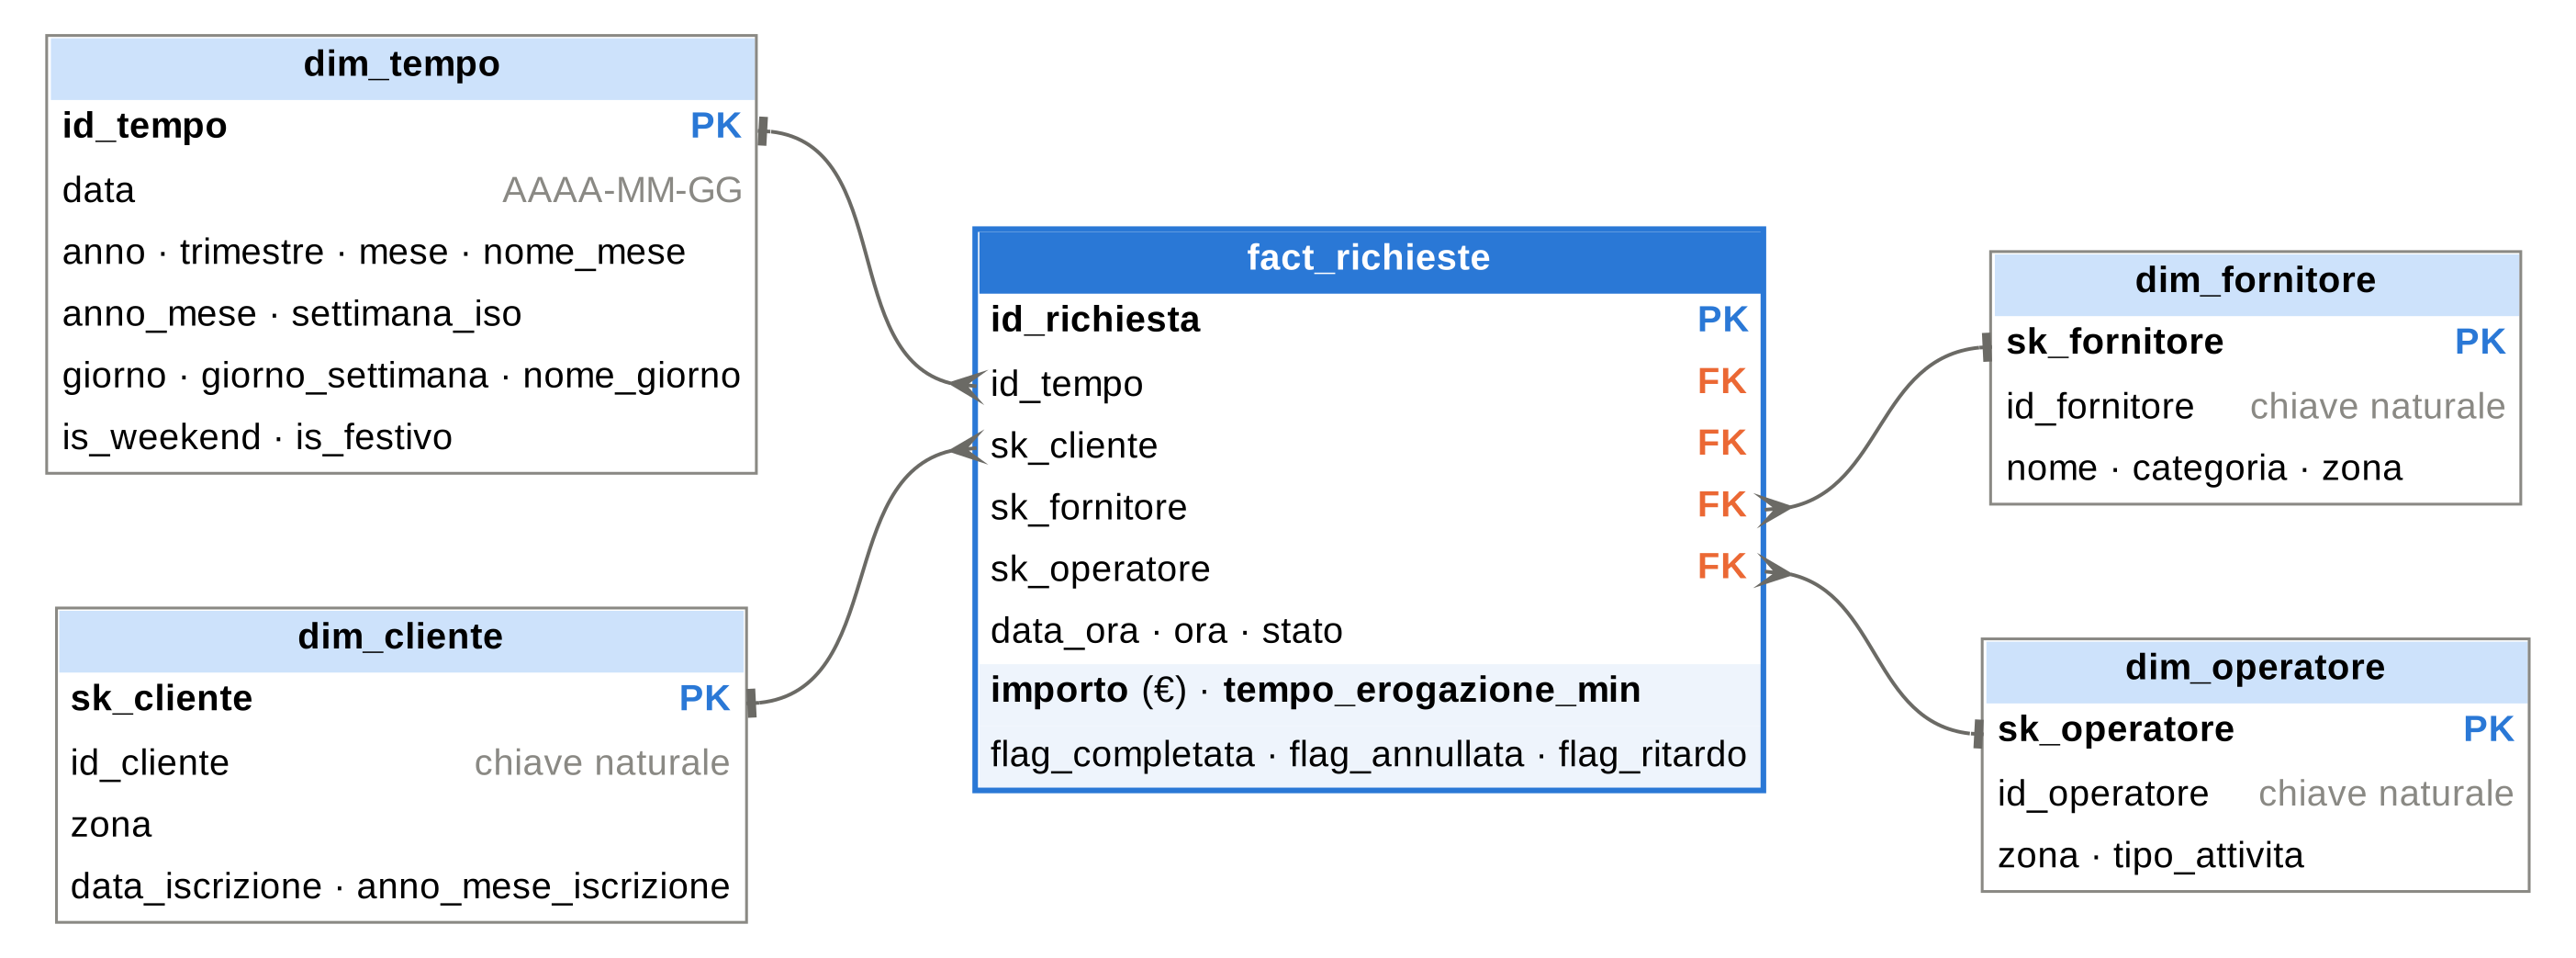 dim_tempo
id_tempo PK
data AAAA-MM-GG
anno · trimestre · mese · nome_mese
anno_mese · settimana_iso
giorno · giorno_settimana · nome_giorno
is_weekend · is_festivo
dim_cliente
sk_cliente PK
id_cliente chiave naturale
zona
data_iscrizione · anno_mese_iscrizione
fact_richieste
id_richiesta PK
id_tempo FK
sk_cliente FK
sk_fornitore FK
sk_operatore FK
data_ora · ora · stato
importo (€) · tempo_erogazione_min
flag_completata · flag_annullata · flag_ritardo
dim_fornitore
sk_fornitore PK
id_fornitore chiave naturale
nome · categoria · zona
dim_operatore
sk_operatore PK
id_operatore chiave naturale
zona · tipo_attivita